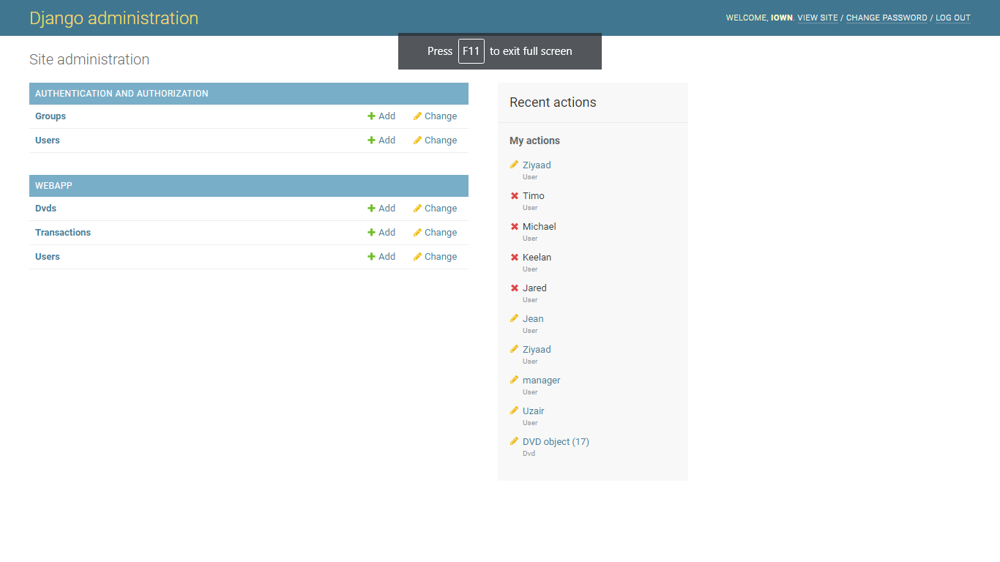 Django administration
WELCOME, IOWN. VIEW SITE / CHANGE PASSWORD / LOG OUT
Press F11 to exit full screen
Site administration
AUTHENTICATION AND AUTHORIZATION
Groups Add Change
Users Add Change
WEBAPP
Dvds Add Change
Transactions Add Change
Users Add Change
Recent actions
My actions
Ziyaad
User
Timo
User
Michael
User
Keelan
User
Jared
User
Jean
User
Ziyaad
User
manager
User
Uzair
User
DVD object (17)
Dvd